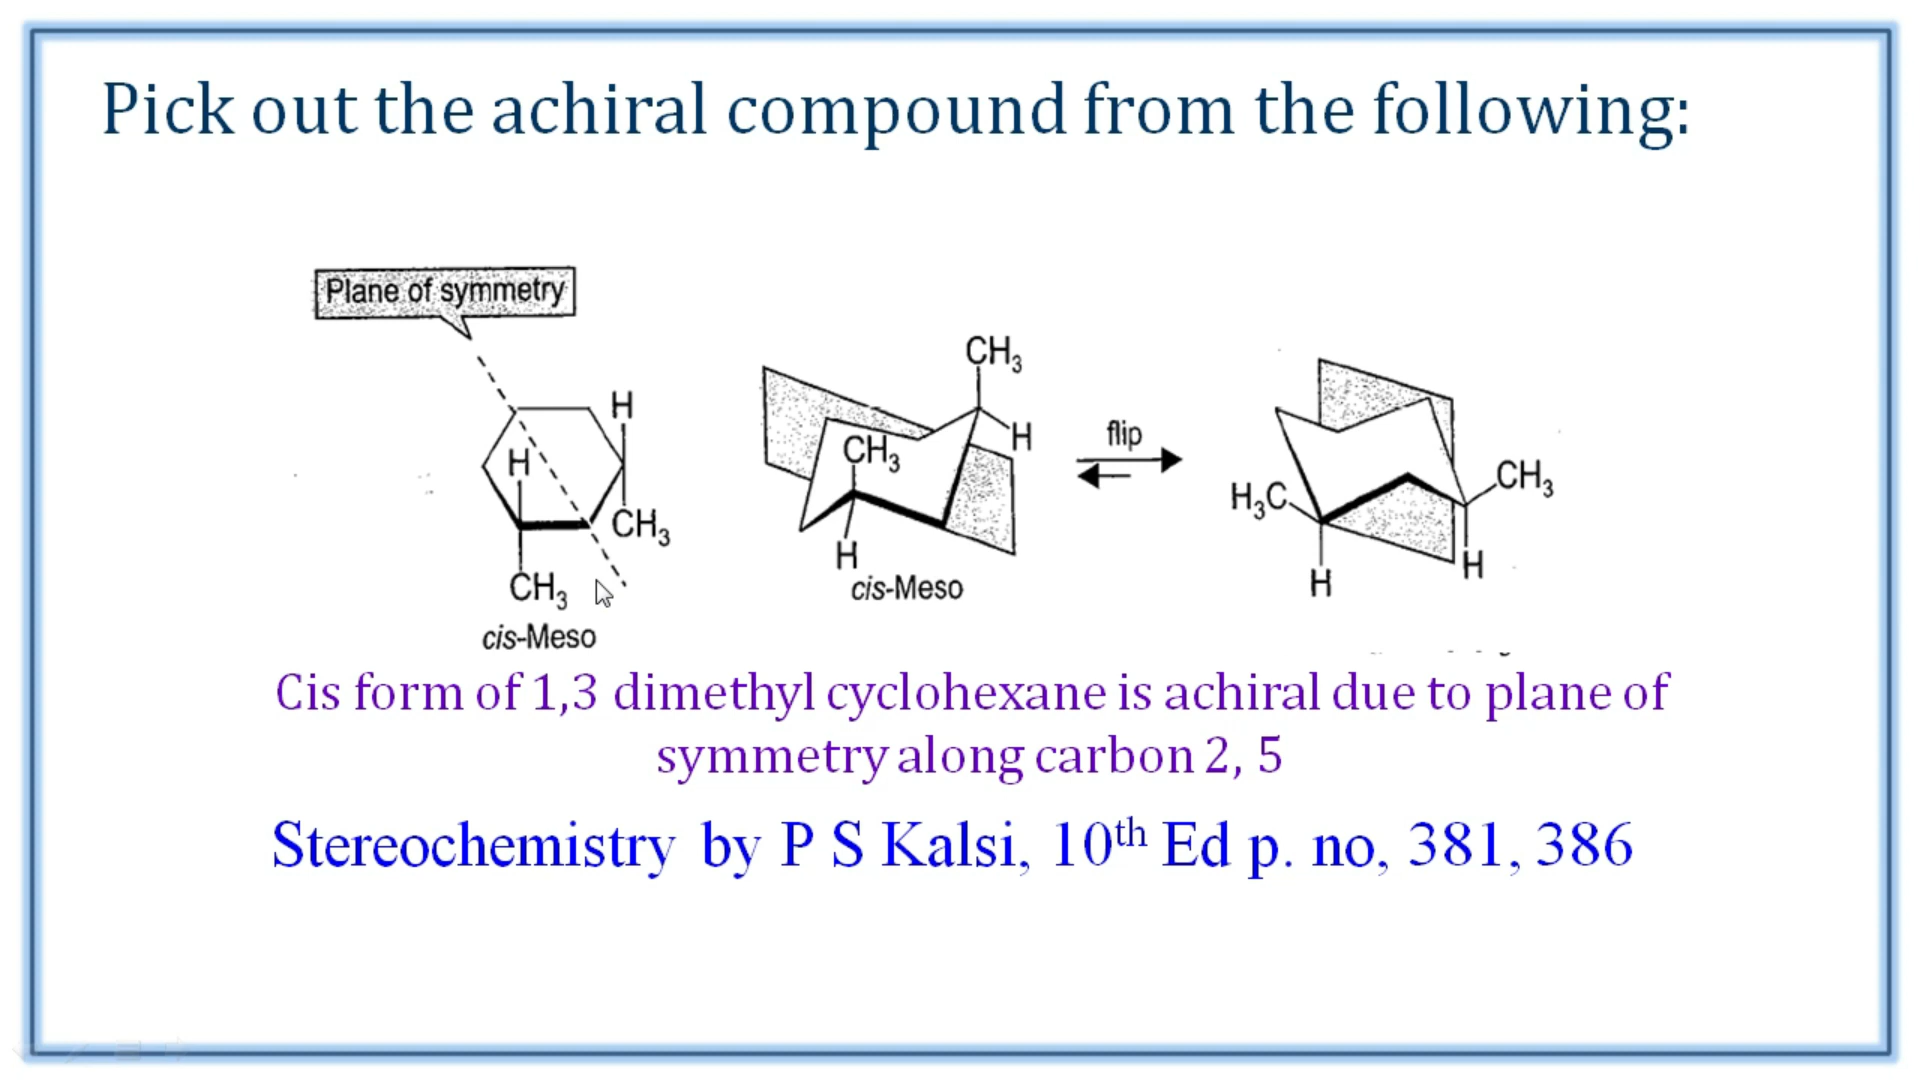 Pick out the achiral compound from the following:
Plane of symmetry
H
H
CH₃
CH₃
cis-Meso
CH₃
H
CH₃
H
cis-Meso
flip
H₃C
CH₃
H
H
Cis form of 1,3 dimethyl cyclohexane is achiral due to plane of
symmetry along carbon 2, 5
Stereochemistry by P S Kalsi, 10th Ed p. no, 381, 386